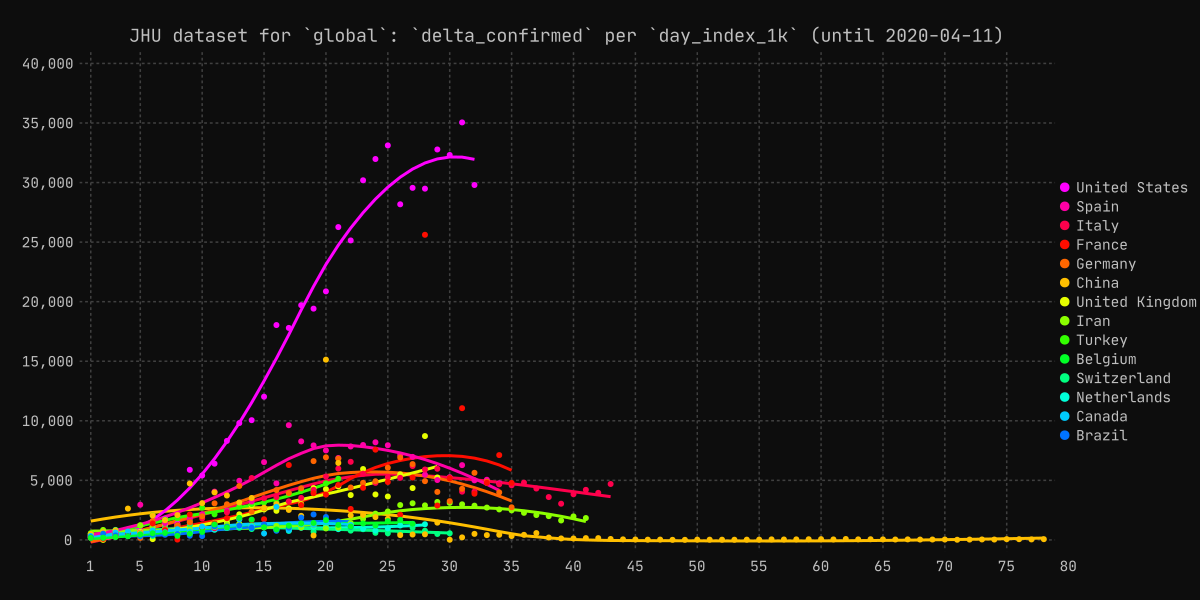 JHU dataset for `global`: `delta_confirmed` per `day_index_1k` (until 2020-04-11)
40,000
35,000
30,000
25,000
20,000
15,000
10,000
5,000
0
1 5 10 15 20 25 30 35 40 45 50 55 60 65 70 75 80
United States
Spain
Italy
France
Germany
China
United Kingdom
Iran
Turkey
Belgium
Switzerland
Netherlands
Canada
Brazil